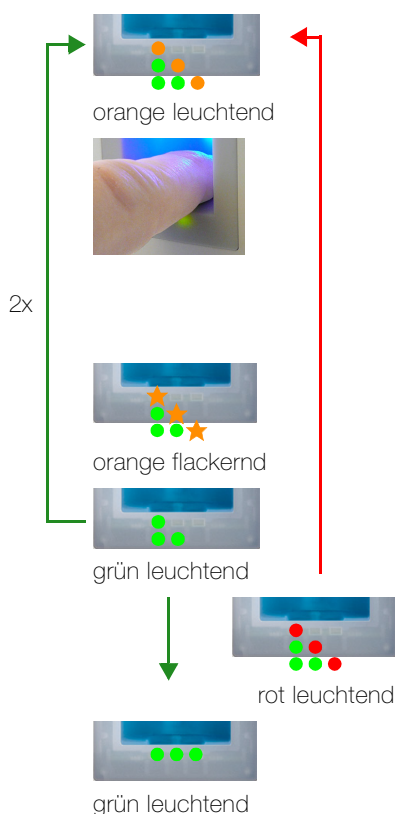 orange leuchtend
2x
orange flackernd
grün leuchtend
rot leuchtend
grün leuchtend